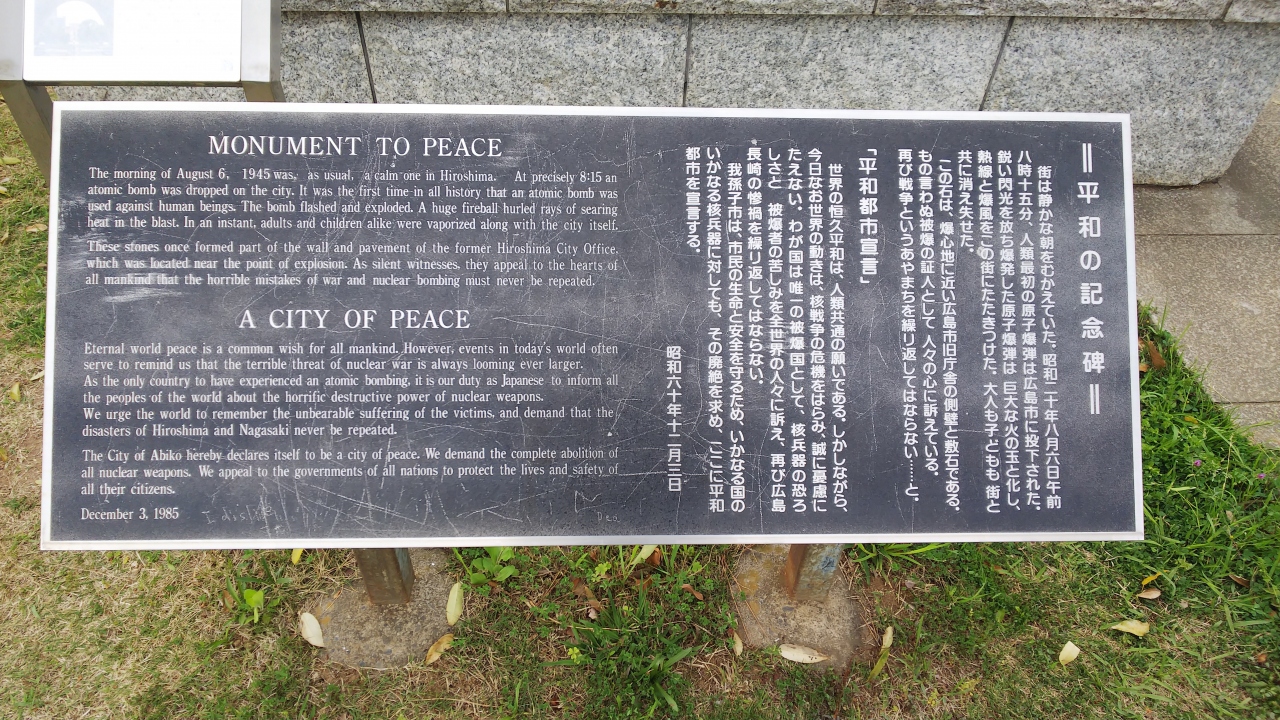 MONUMENT TO PEACE
The morning of August 6, 1945 was, as usual, a calm one in Hiroshima. At precisely 8:15 an
atomic bomb was dropped on the city. It was the first time in all history that an atomic bomb was
used against human beings. The bomb flashed and exploded. A huge fireball hurled rays of searing
heat in the blast. In an instant, adults and children alike were vaporized along with the city itself.
These stones once formed part of the wall and pavement of the former Hiroshima City Office,
which was located near the point of explosion. As silent witnesses, they appeal to the hearts of
all mankind that the horrible mistakes of war and nuclear bombing must never be repeated.
A CITY OF PEACE
Eternal world peace is a common wish for all mankind. However, events in today's world often
serve to remind us that the terrible threat of nuclear war is always looming ever larger.
As the only country to have experienced an atomic bombing, it is our duty as Japanese to inform all
the peoples of the world about the horrific destructive power of nuclear weapons.
We urge the world to remember the unbearable suffering of the victims, and demand that the
disasters of Hiroshima and Nagasaki never be repeated.
The City of Abiko hereby declares itself to be a city of peace. We demand the complete abolition of
all nuclear weapons. We appeal to the governments of all nations to protect the lives and safety of
all their citizens.
December 3, 1985
＝平和の記念碑＝
街は静かな朝をむかえていた。昭和二十年八月六日午前
八時十五分、人類最初の原子爆弾は広島市に投下された。
鋭い閃光を放ち爆発した原子爆弾は 巨大な火の玉と化し、
熱線と爆風をこの街にたたきつけた。大人も子どもも 街と
共に消え失せた。
この石は、爆心地に近い広島市旧庁舎の側壁と敷石である。
もの言わぬ被爆の証人として 人々の心に訴えている。
再び戦争というあやまちを繰り返してはならない……と。
「平和都市宣言」
世界の恒久平和は、人類共通の願いである。しかしながら、
今日なお世界の動きは、核戦争の危機をはらみ、誠に憂慮に
たえない。わが国は唯一の被爆国として、核兵器の恐ろ
しさと 被爆者の苦しみを全世界の人々に訴え、再び広島
長崎の惨禍を繰り返してはならない。
我孫子市は、市民の生命と安全を守るため、いかなる国の
いかなる核兵器に対しても、その廃絶を求め、ここに平和
都市を宣言する。
昭和六十年十二月三日